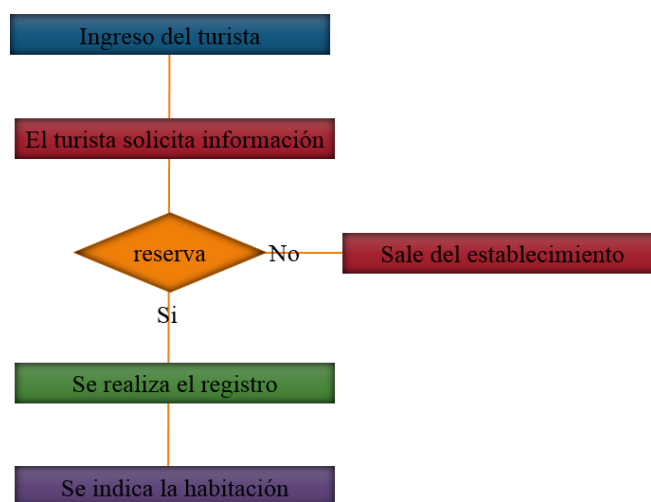 Ingreso del turista
El turista solicita información
reserva
No
Sale del establecimiento
Si
Se realiza el registro
Se indica la habitación